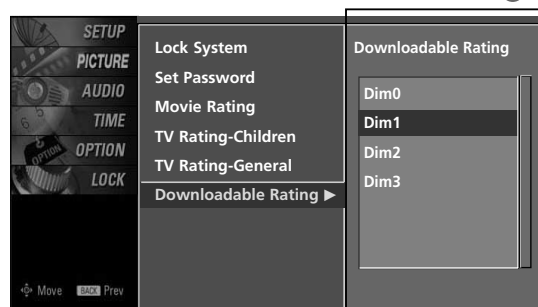 SETUP
PICTURE
AUDIO
TIME
OPTION
LOCK
Move BACK Prev
Lock System
Set Password
Movie Rating
TV Rating-Children
TV Rating-General
Downloadable Rating ▶
Downloadable Rating
Dim0
Dim1
Dim2
Dim3